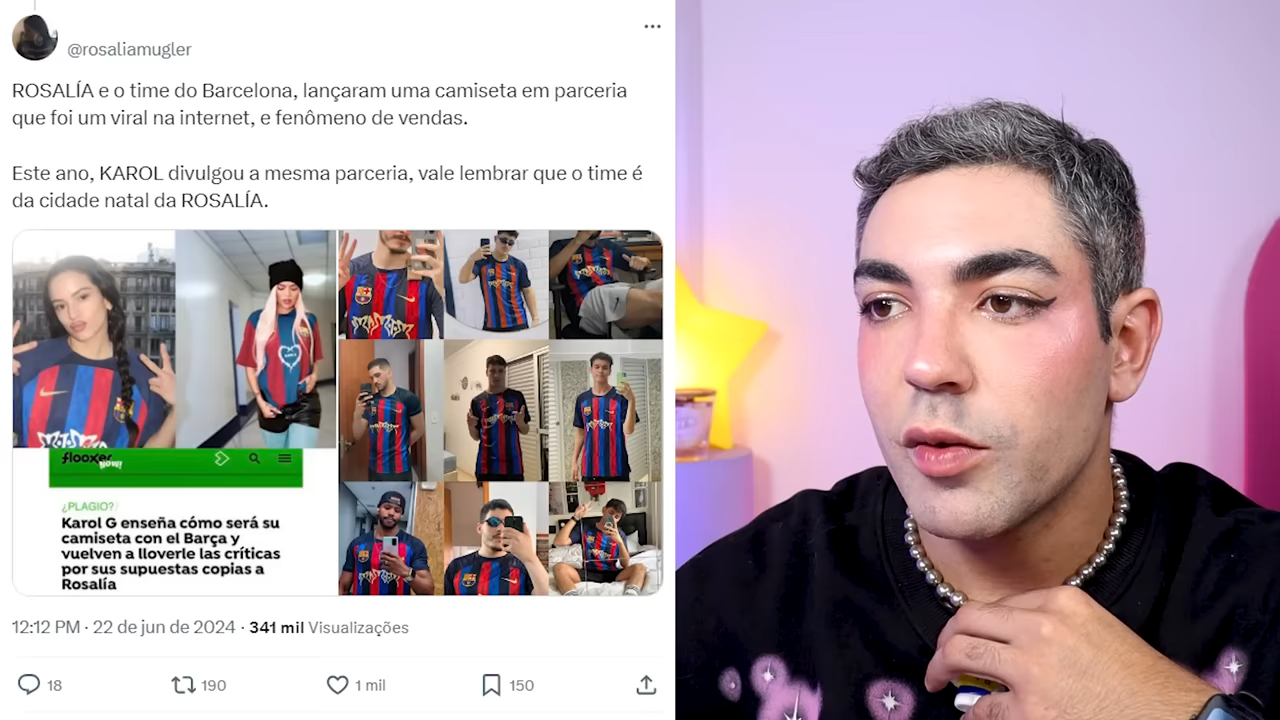 @rosaliamugler
ROSALÍA e o time do Barcelona, lançaram uma camiseta em parceria
que foi um viral na internet, e fenômeno de vendas.
Este ano, KAROL divulgou a mesma parceria, vale lembrar que o time é
da cidade natal da ROSALÍA.
flooxer
NOW!
¿PLAGIO?
Karol G enseña cómo será su
camiseta con el Barça y
vuelven a lloverle las críticas
por sus supuestas copias a
Rosalía
12:12 PM · 22 de jun de 2024 · 341 mil Visualizações
18 190 1 mil 150